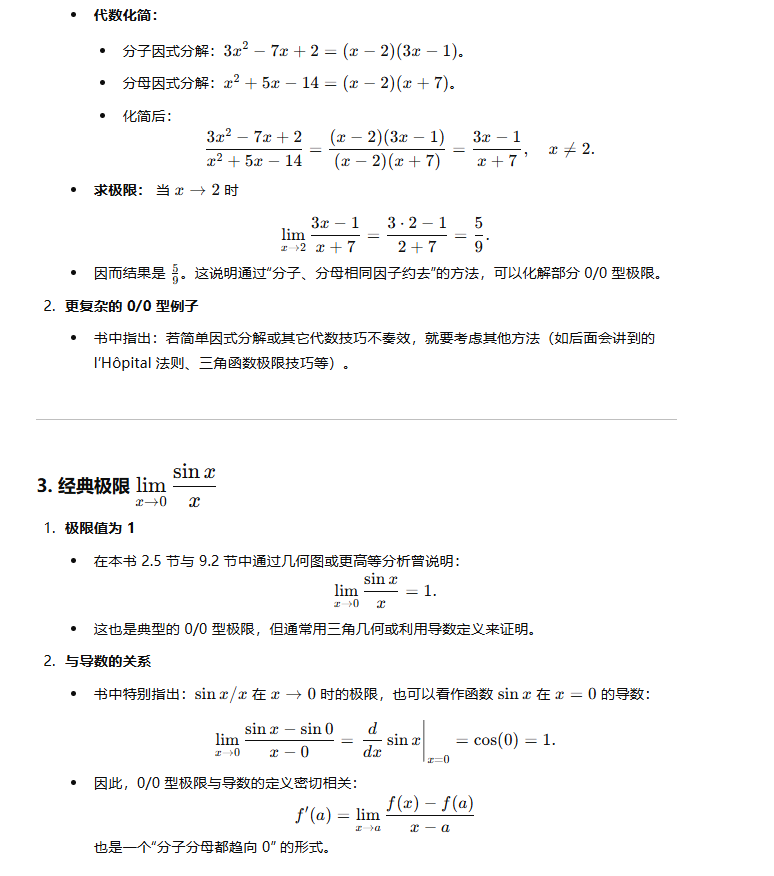 • 代数化简：
• 分子因式分解：3x² − 7x + 2 = (x − 2)(3x − 1)。
• 分母因式分解：x² + 5x − 14 = (x − 2)(x + 7)。
• 化简后：
\frac{3x^2 − 7x + 2}{x^2 + 5x − 14} = \frac{(x − 2)(3x − 1)}{(x − 2)(x + 7)} = \frac{3x − 1}{x + 7}, x ≠ 2.
• 求极限： 当 x → 2 时
\lim_{x→2} \frac{3x − 1}{x + 7} = \frac{3 · 2 − 1}{2 + 7} = \frac{5}{9}.
• 因而结果是 \frac{5}{9}。这说明通过“分子、分母相同因子约去”的方法，可以化解部分 0/0 型极限。
2. 更复杂的 0/0 型例子
• 书中指出：若简单因式分解或其它代数技巧不奏效，就要考虑其他方法（如后面会讲到的
l’Hôpital 法则、三角函数极限技巧等）。
3. 经典极限 \lim_{x→0} \frac{\sin x}{x}
1. 极限值为 1
• 在本书 2.5 节与 9.2 节中通过几何图或更高等分析曾说明：
\lim_{x→0} \frac{\sin x}{x} = 1.
• 这也是典型的 0/0 型极限，但通常用三角几何或利用导数定义来证明。
2. 与导数的关系
• 书中特别指出：sin x/x 在 x → 0 时的极限，也可以看作函数 sin x 在 x = 0 的导数：
\lim_{x→0} \frac{\sin x − \sin 0}{x − 0} = \frac{d}{dx} \sin x |_{x=0} = cos(0) = 1.
• 因此，0/0 型极限与导数的定义密切相关：
f′(a) = \lim_{x→a} \frac{f(x) − f(a)}{x − a}
也是一个“分子分母都趋向 0” 的形式。